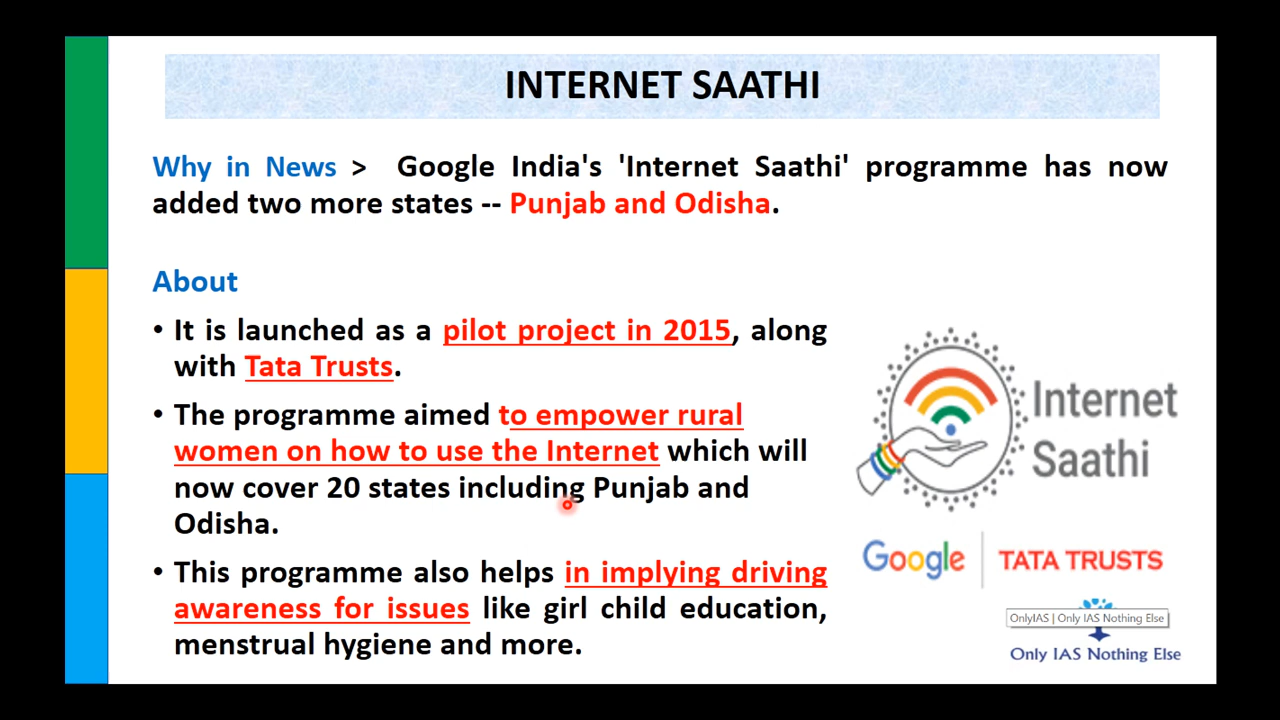 INTERNET SAATHI
Why in News > Google India's 'Internet Saathi' programme has now
added two more states -- Punjab and Odisha.
About
• It is launched as a pilot project in 2015, along
with Tata Trusts.
• The programme aimed to empower rural
women on how to use the Internet which will
now cover 20 states including Punjab and
Odisha.
• This programme also helps in implying driving
awareness for issues like girl child education,
menstrual hygiene and more.
Internet
Saathi
Google | TATA TRUSTS
OnlyIAS | Only IAS Nothing Else
Only IAS Nothing Else